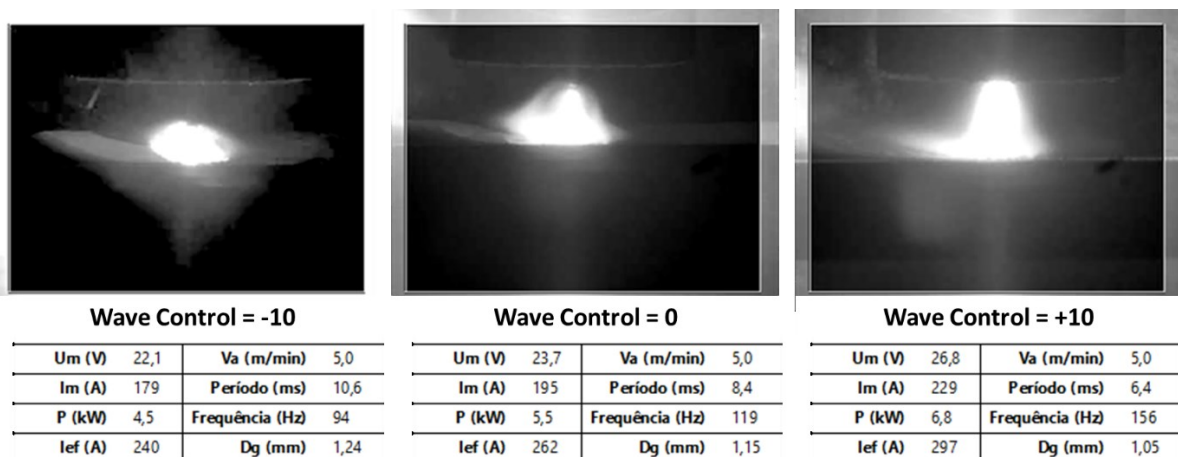 Wave Control = -10
Um (V) 22,1 Va (m/min) 5,0
Im (A) 179 Período (ms) 10,6
P (kW) 4,5 Frequência (Hz) 94
Ief (A) 240 Dg (mm) 1,24
Wave Control = 0
Um (V) 23,7 Va (m/min) 5,0
Im (A) 195 Período (ms) 8,4
P (kW) 5,5 Frequência (Hz) 119
Ief (A) 262 Dg (mm) 1,15
Wave Control = +10
Um (V) 26,8 Va (m/min) 5,0
Im (A) 229 Período (ms) 6,4
P (kW) 6,8 Frequência (Hz) 156
Ief (A) 297 Dg (mm) 1,05